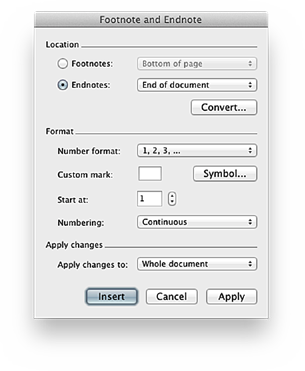 Footnote and Endnote
Location
Footnotes: Bottom of page
Endnotes: End of document
Convert...
Format
Number format: 1, 2, 3, ...
Custom mark: Symbol...
Start at: 1
Numbering: Continuous
Apply changes
Apply changes to: Whole document
Insert Cancel Apply